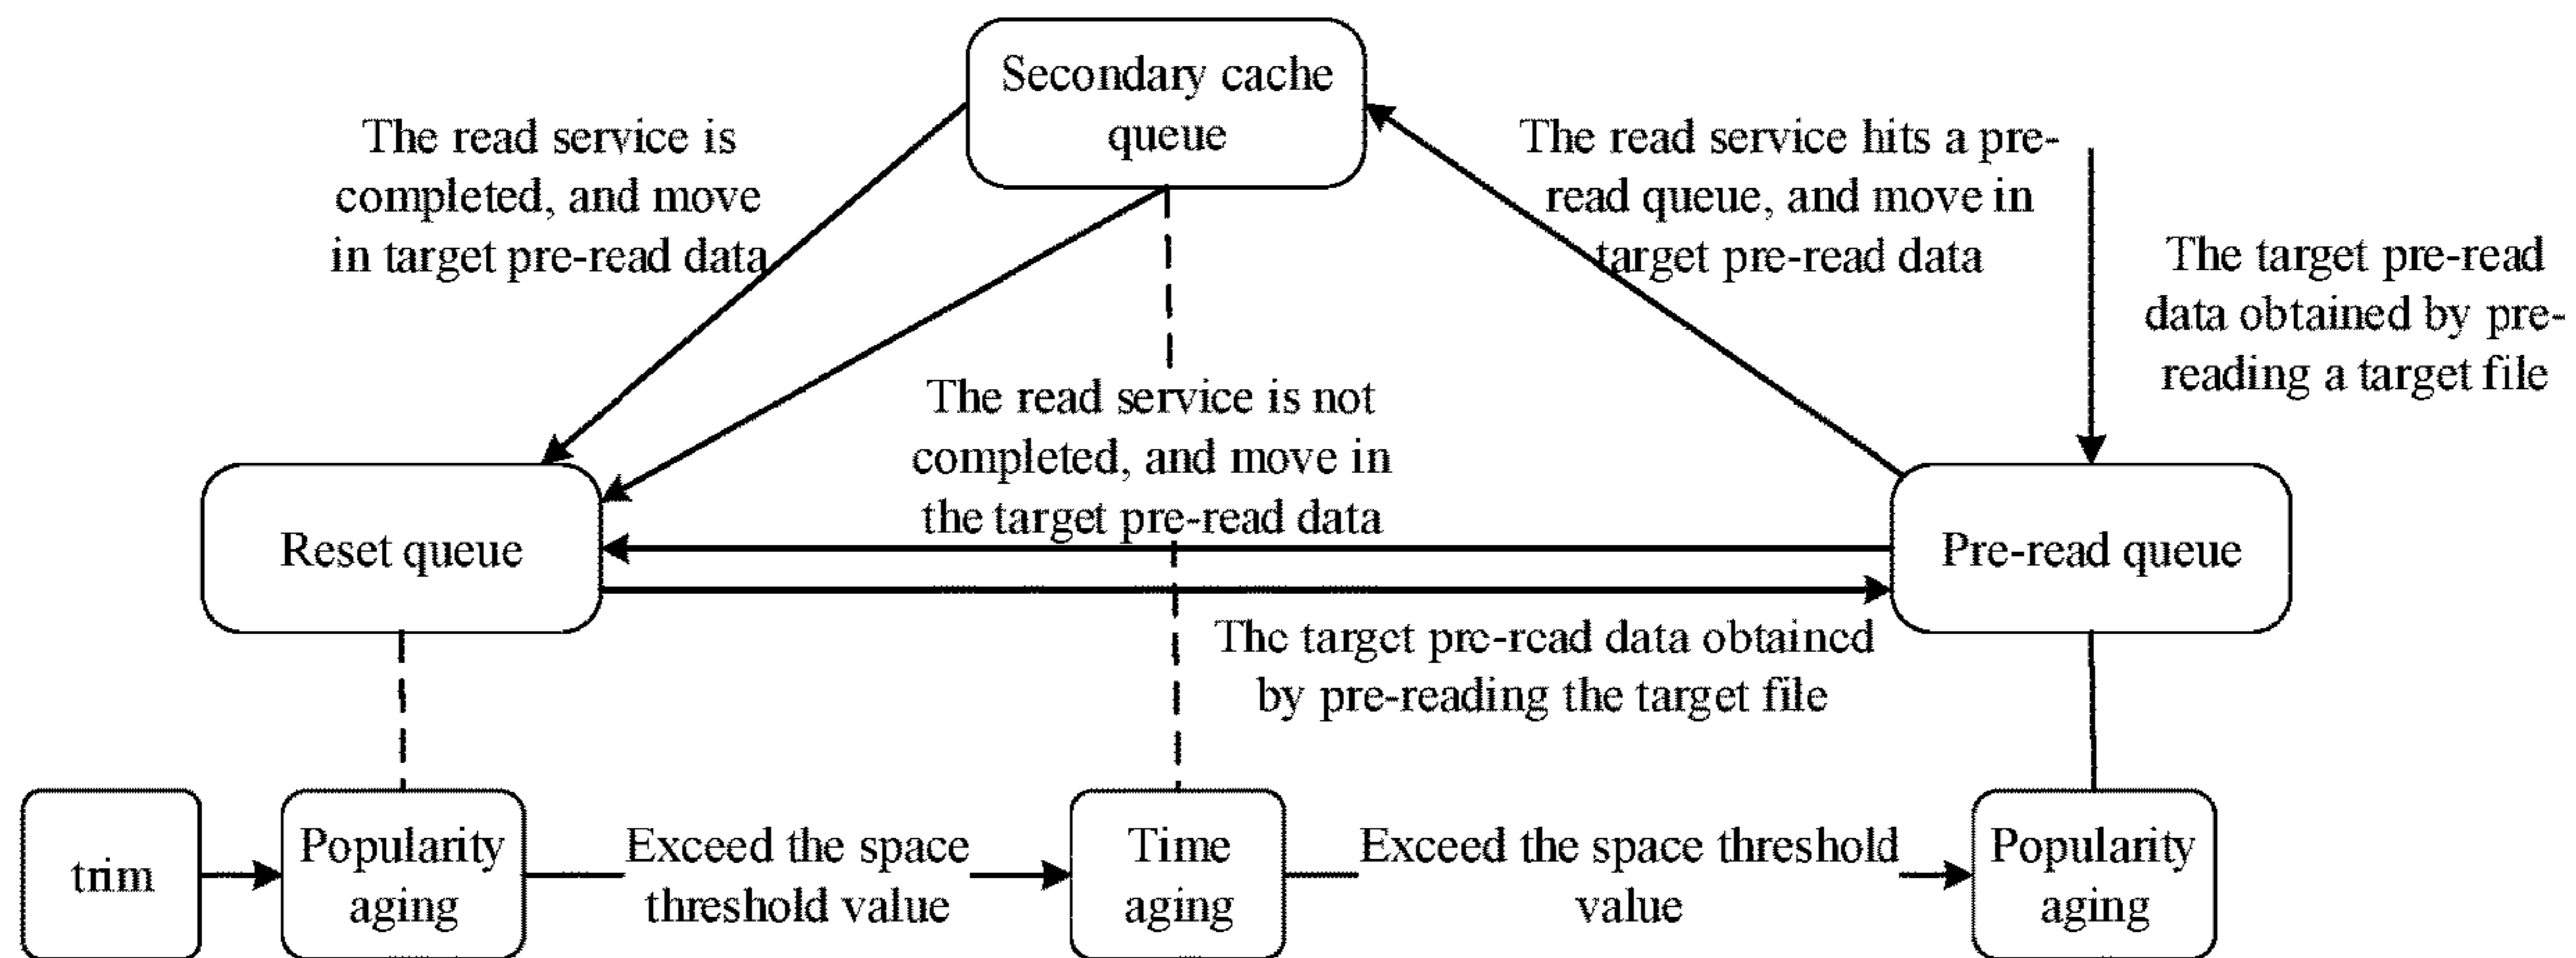 Secondary cache
queue
The read service is
completed, and move
in target pre-read data
The read service hits a pre-
read queue, and move in
target pre-read data
The target pre-read
data obtained by pre-
reading a target file
The read service is not
completed, and move in
the target pre-read data
Reset queue
Pre-read queue
The target pre-read data obtained
by pre-reading the target file
trim
Popularity
aging
Exceed the space
threshold value
Time
aging
Exceed the space threshold
value
Popularity
aging